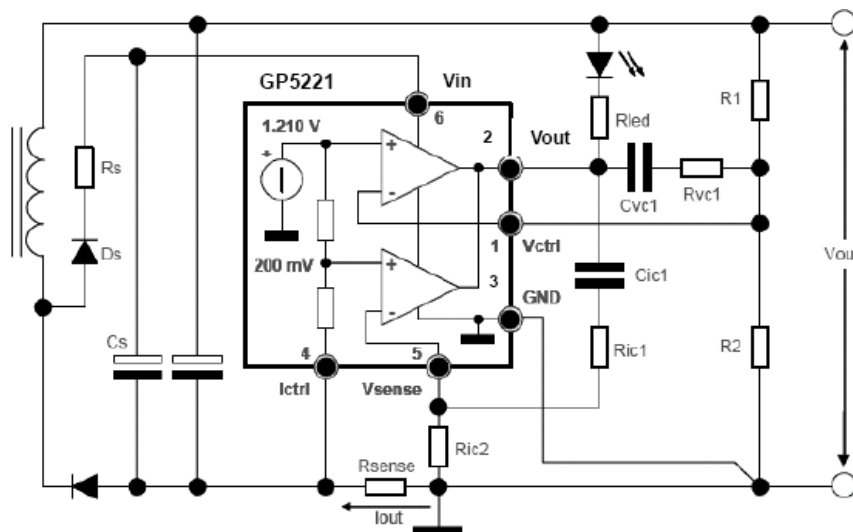 GP5221
Vin
6
1.210 V
+
+
-
2
Vout
Rled
R1
Rs
Cvc1
Rvc1
1
Vctrl
Ds
200 mV
+
-
3
GND
Cic1
Vou
Cs
Ric1
R2
4
5
Ictrl
Vsense
Ric2
Rsense
Iout